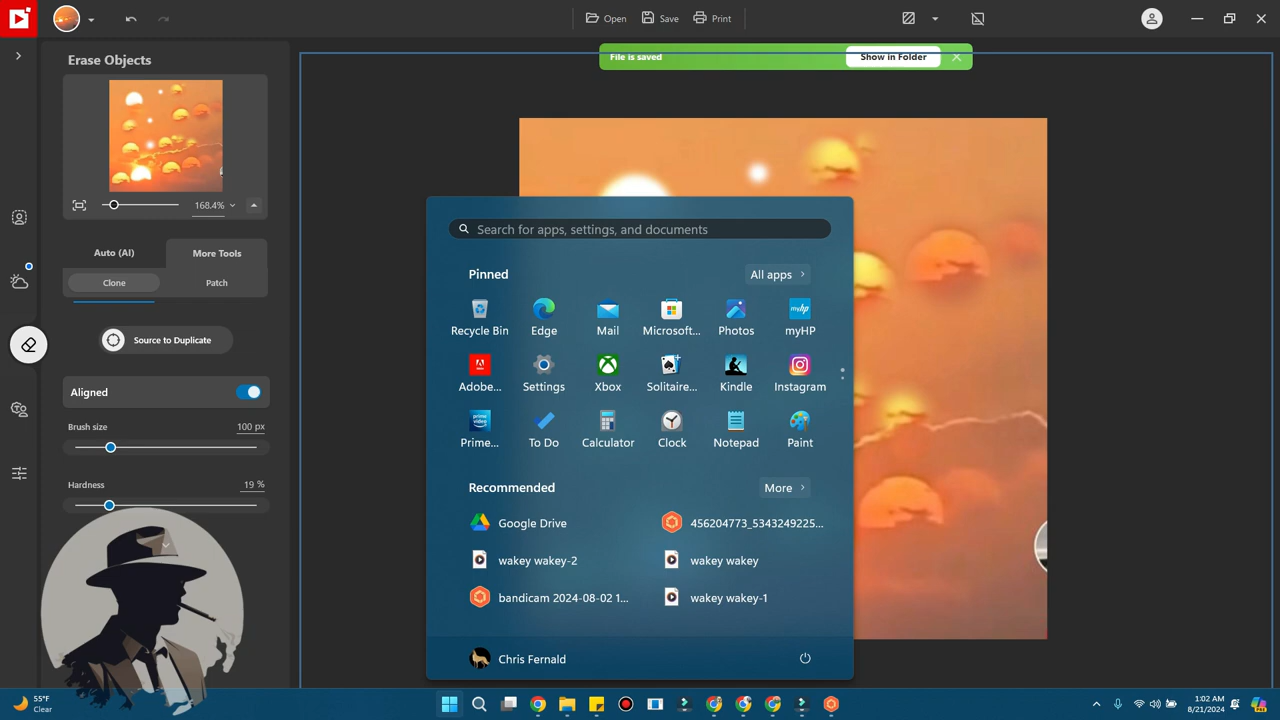 Open
Save
Print
Erase Objects
File is saved
Show in Folder
168.4%
Auto (AI)
More Tools
Clone
Patch
Source to Duplicate
Aligned
Brush size
100 px
Hardness
19 %
Search for apps, settings, and documents
Pinned
All apps
Recycle Bin
Edge
Mail
Microsoft...
Photos
myHP
Adobe...
Settings
Xbox
Solitaire...
Kindle
Instagram
Prime...
To Do
Calculator
Clock
Notepad
Paint
Recommended
More
Google Drive
456204773_5343249225...
wakey wakey-2
wakey wakey
bandicam 2024-08-02 1...
wakey wakey-1
Chris Fernald
55°F
Clear
1:02 AM
8/21/2024